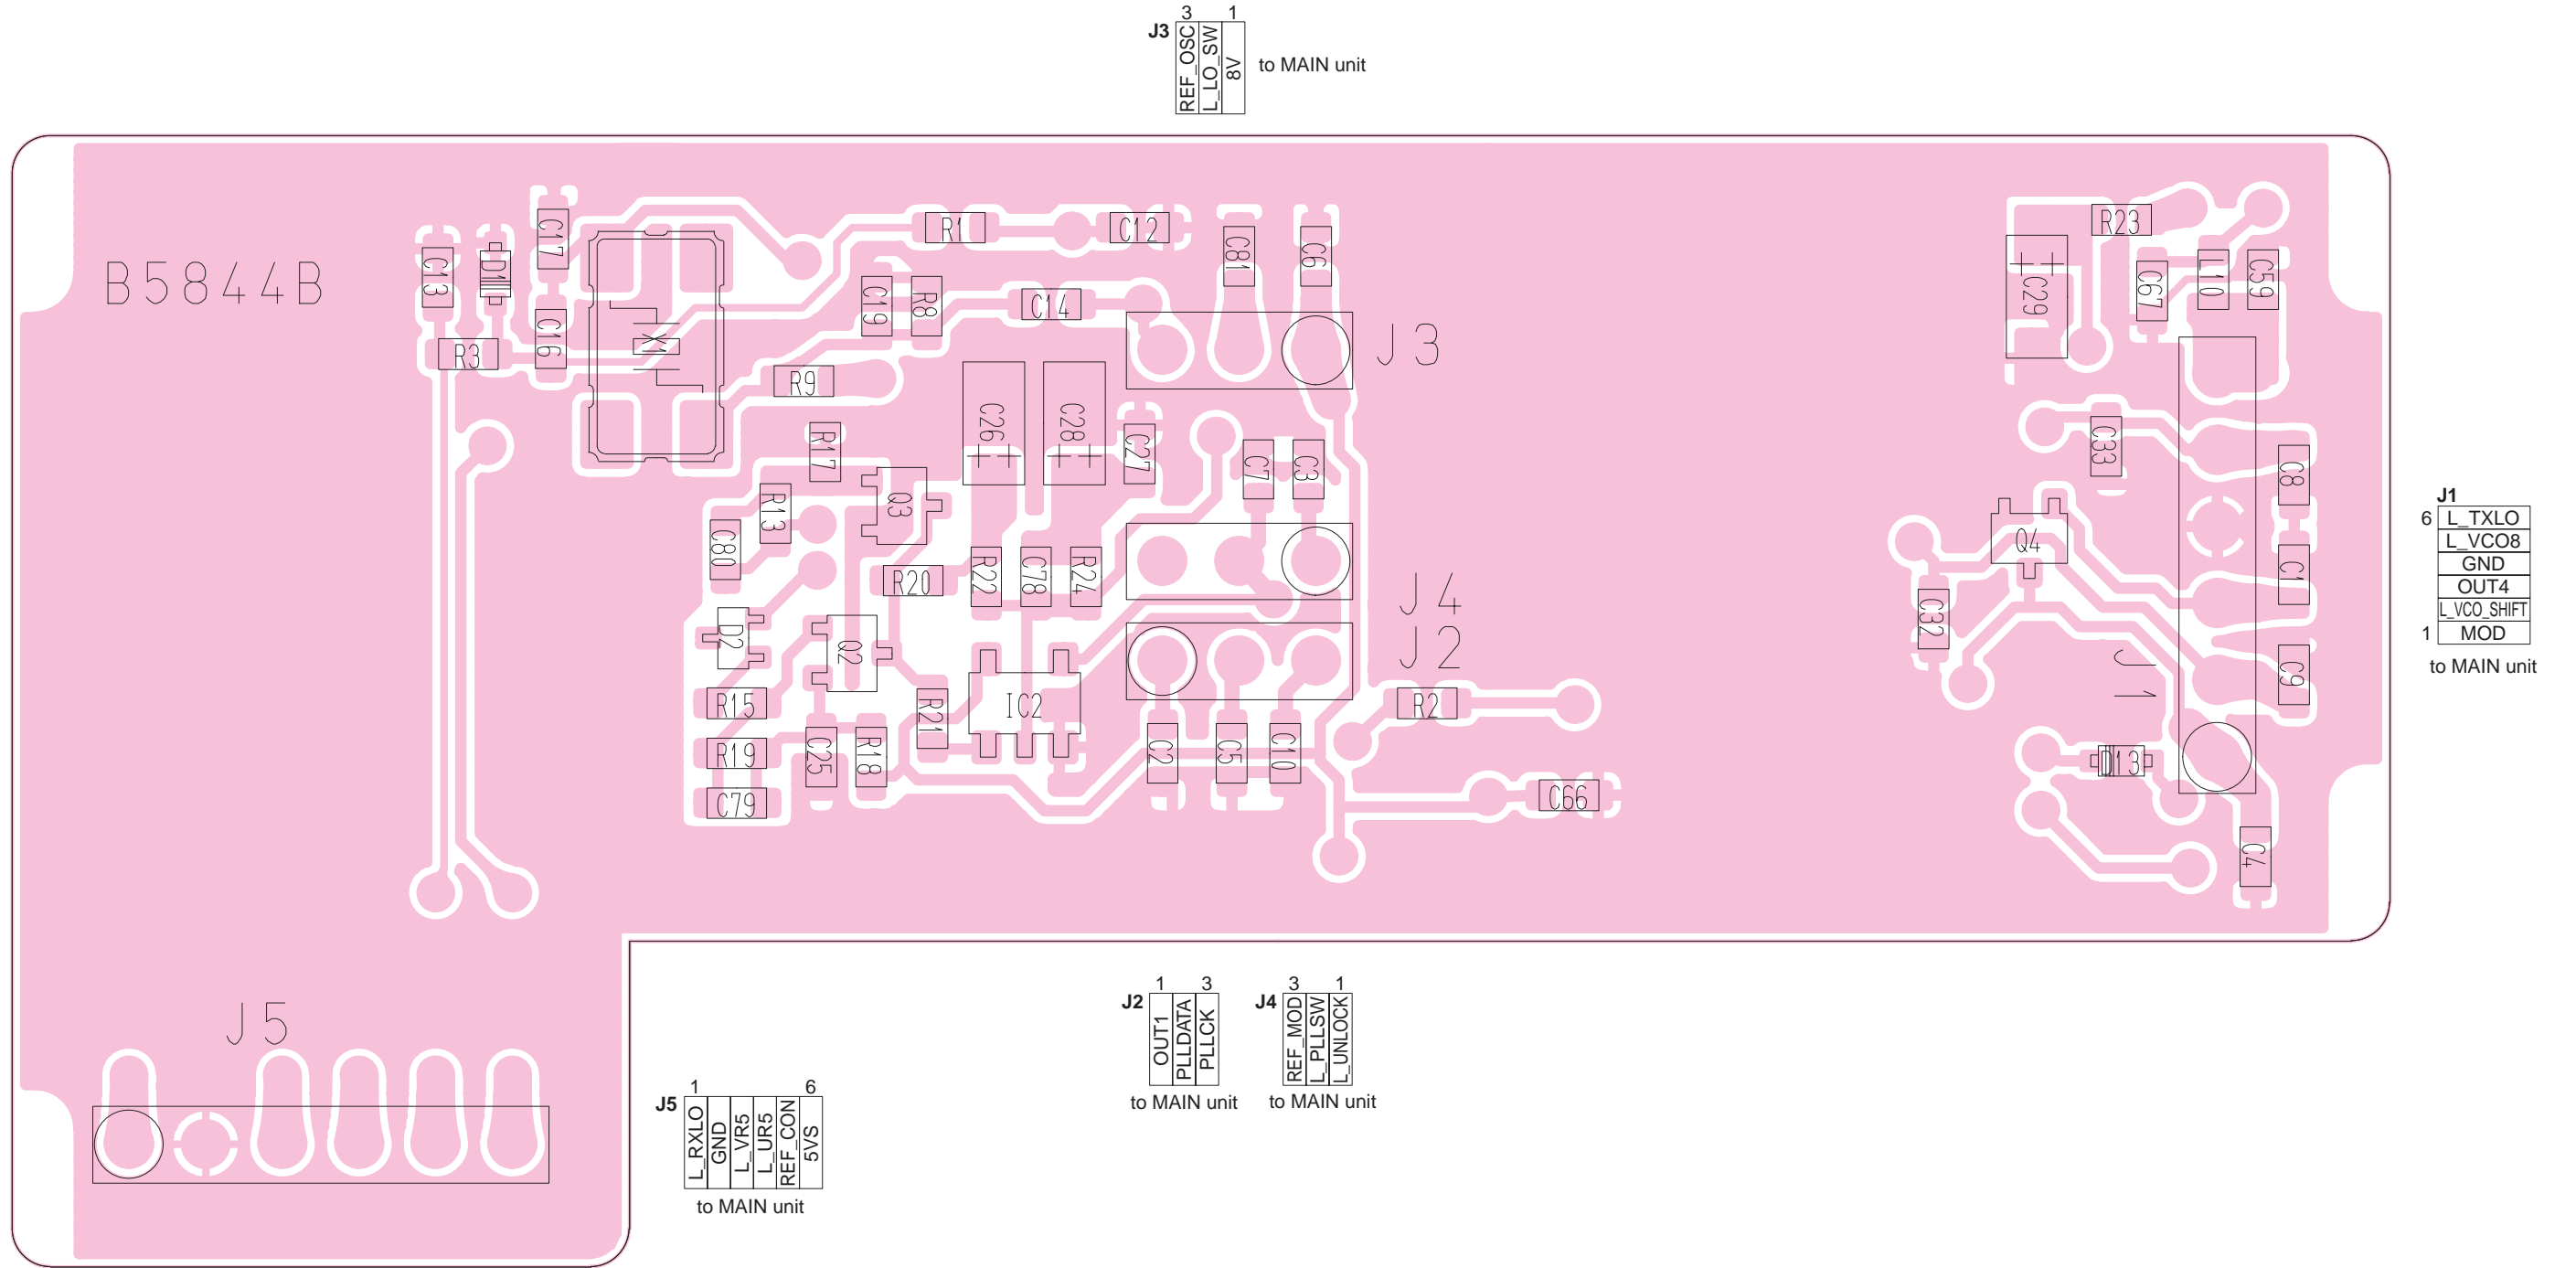 3 1
J3 REF_OSC L_LO_SW 8V to MAIN unit
B5844B
C13
D1
C17
C16
R3
X1
R1
C12
C19
R8
C14
C81
C6
J3
R9
R17
C26
C28
C27
C7
C3
R13
Q3
C80
R20
R22
C78
R24
J4
D2
Q2
J2
R15
R21
IC2
R19
C25
R18
C2
C5
C10
R2
C79
C66
R23
C29
C67
L10
C59
C33
C8
Q4
C1
C32
J1
C9
D13
C4
J1
6 L_TXLO
L_VCO8
GND
OUT4
L_VCO_SHIFT
1 MOD
to MAIN unit
J5
1 3
J2 OUT1 PLLDATA PLLCK
to MAIN unit
3 1
J4 REF_MOD L_PLLSW L_UNLOCK
to MAIN unit
1 6
J5 L_RXLO GND L_VR5 L_UR5 REF_CON 5VS
to MAIN unit